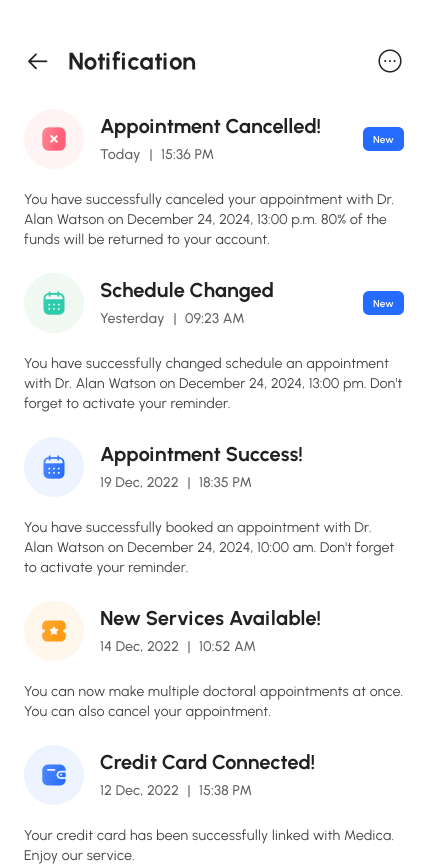 Notification
Appointment Cancelled!
Today | 15:36 PM
New
You have successfully canceled your appointment with Dr.
Alan Watson on December 24, 2024, 13:00 p.m. 80% of the
funds will be returned to your account.
Schedule Changed
Yesterday | 09:23 AM
New
You have successfully changed schedule an appointment
with Dr. Alan Watson on December 24, 2024, 13:00 pm. Don't
forget to activate your reminder.
Appointment Success!
19 Dec, 2022 | 18:35 PM
You have successfully booked an appointment with Dr.
Alan Watson on December 24, 2024, 10:00 am. Don't forget
to activate your reminder.
New Services Available!
14 Dec, 2022 | 10:52 AM
You can now make multiple doctoral appointments at once.
You can also cancel your appointment.
Credit Card Connected!
12 Dec, 2022 | 15:38 PM
Your credit card has been successfully linked with Medica.
Enjoy our service.